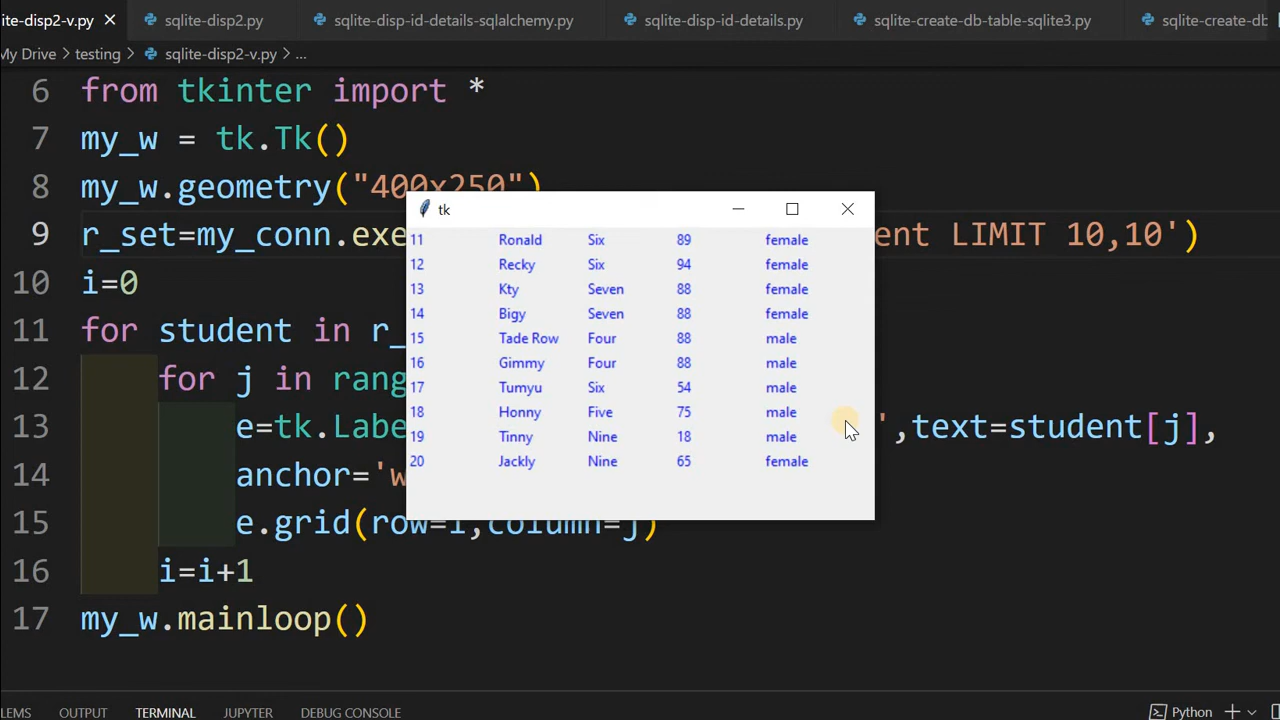 ite-disp2-v.py sqlite-disp2.py sqlite-disp-id-details-sqlalchemy.py sqlite-disp-id-details.py sqlite-create-db-table-sqlite3.py sqlite-create-db
My Drive > testing > sqlite-disp2-v.py > ...
6 from tkinter import *
7 my_w = tk.Tk()
8 my_w.geometry("400x250")
9 r_set=my_conn.exe ent LIMIT 10,10')
10 i=0
11 for student in r_
12 for j in rang
13 e=tk.Labe ',text=student[j],
14 anchor='w
15 e.grid(row=i,column=j)
16 i=i+1
17 my_w.mainloop()
tk
11 Ronald Six 89 female
12 Recky Six 94 female
13 Kty Seven 88 female
14 Bigy Seven 88 female
15 Tade Row Four 88 male
16 Gimmy Four 88 male
17 Tumyu Six 54 male
18 Honny Five 75 male
19 Tinny Nine 18 male
20 Jackly Nine 65 female
LEMS OUTPUT TERMINAL JUPYTER DEBUG CONSOLE Python